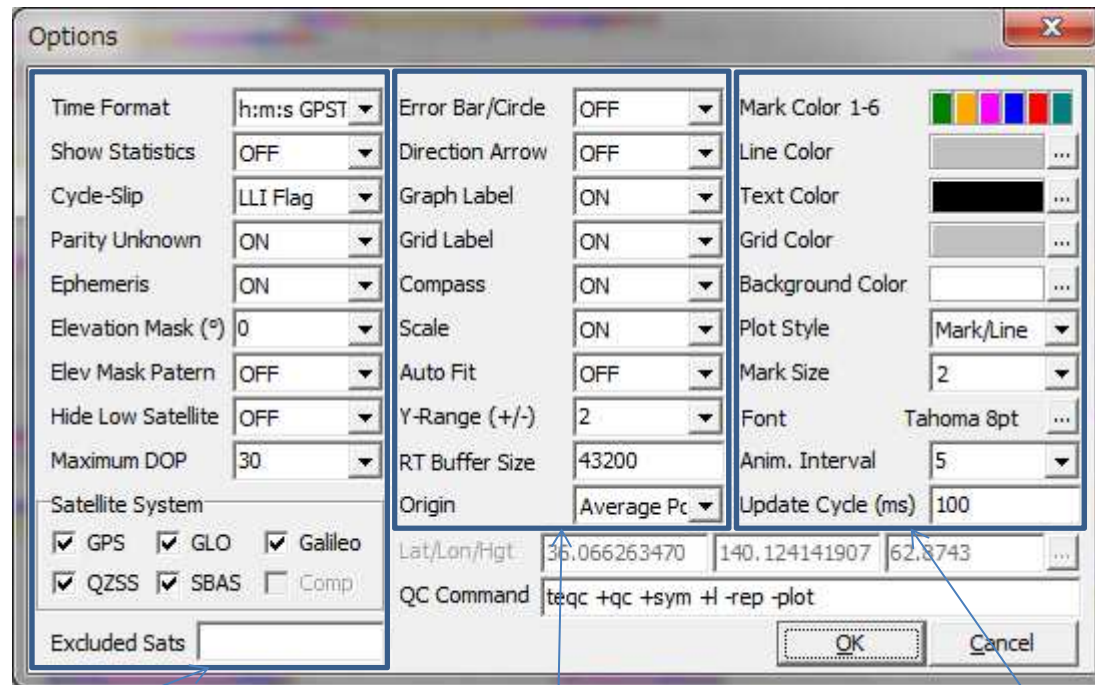 Options
Time Format h:m:s GPST
Show Statistics OFF
Cycle-Slip LLI Flag
Parity Unknown ON
Ephemeris ON
Elevation Mask (°) 0
Elev Mask Patern OFF
Hide Low Satellite OFF
Maximum DOP 30
Satellite System
GPS GLO Galileo
QZSS SBAS Comp
Excluded Sats
Error Bar/Circle OFF
Direction Arrow OFF
Graph Label ON
Grid Label ON
Compass ON
Scale ON
Auto Fit OFF
Y-Range (+/-) 2
RT Buffer Size 43200
Origin Average Pc
Mark Color 1-6
Line Color ...
Text Color ...
Grid Color ...
Background Color ...
Plot Style Mark/Line
Mark Size 2
Font Tahoma 8pt ...
Anim. Interval 5
Update Cycle (ms) 100
Lat/Lon/Hgt 36.066263470 140.124141907 62.8743 ...
QC Command teqc +qc +sym +l -rep -plot
OK Cancel